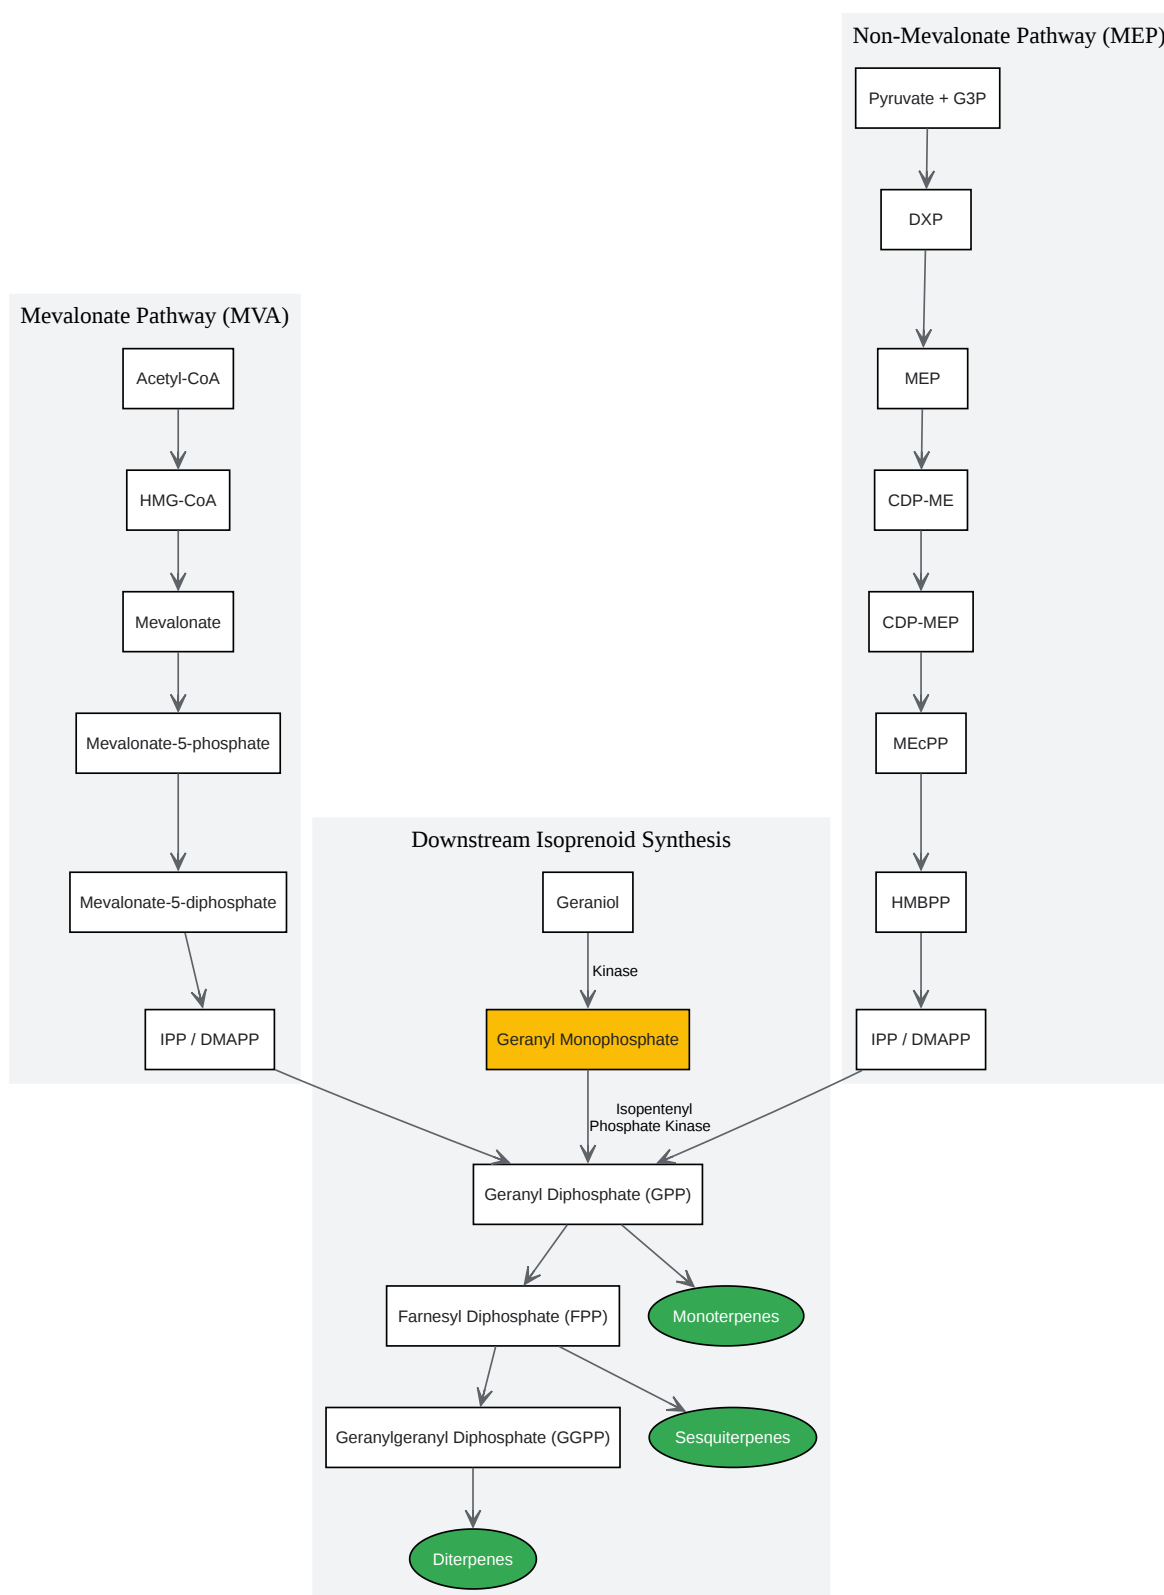 Non-Mevalonate Pathway (MEP)
Pyruvate + G3P
DXP
MEP
CDP-ME
CDP-MEP
MEcPP
HMBPP
IPP / DMAPP
Mevalonate Pathway (MVA)
Acetyl-CoA
HMG-CoA
Mevalonate
Mevalonate-5-phosphate
Mevalonate-5-diphosphate
IPP / DMAPP
Downstream Isoprenoid Synthesis
Geraniol
Kinase
Geranyl Monophosphate
Isopentenyl
Phosphate Kinase
Geranyl Diphosphate (GPP)
Farnesyl Diphosphate (FPP)
Monoterpenes
Geranylgeranyl Diphosphate (GGPP)
Sesquiterpenes
Diterpenes